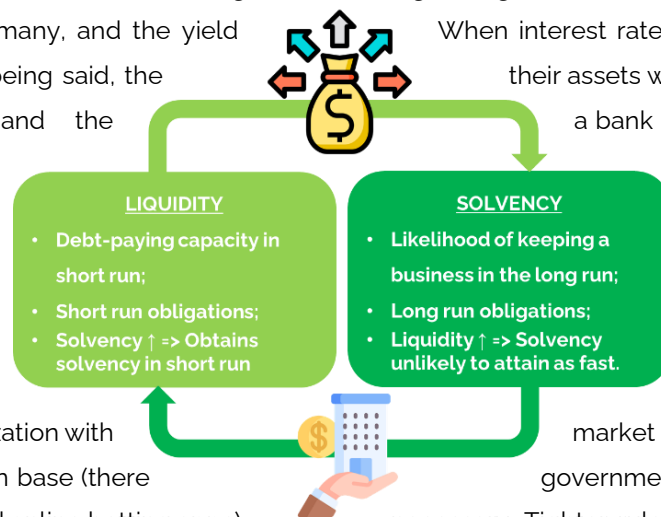 many, and the yield
being said, the
and the
When interest rate
their assets w
a bank
LIQUIDITY
• Debt-paying capacity in
short run;
• Short run obligations;
• Solvency ↑ => Obtains
solvency in short run
SOLVENCY
• Likelihood of keeping a
business in the long run;
• Long run obligations;
• Liquidity ↑ => Solvency
unlikely to attain as fast.
$
$
zation with
n base (there
market
governme